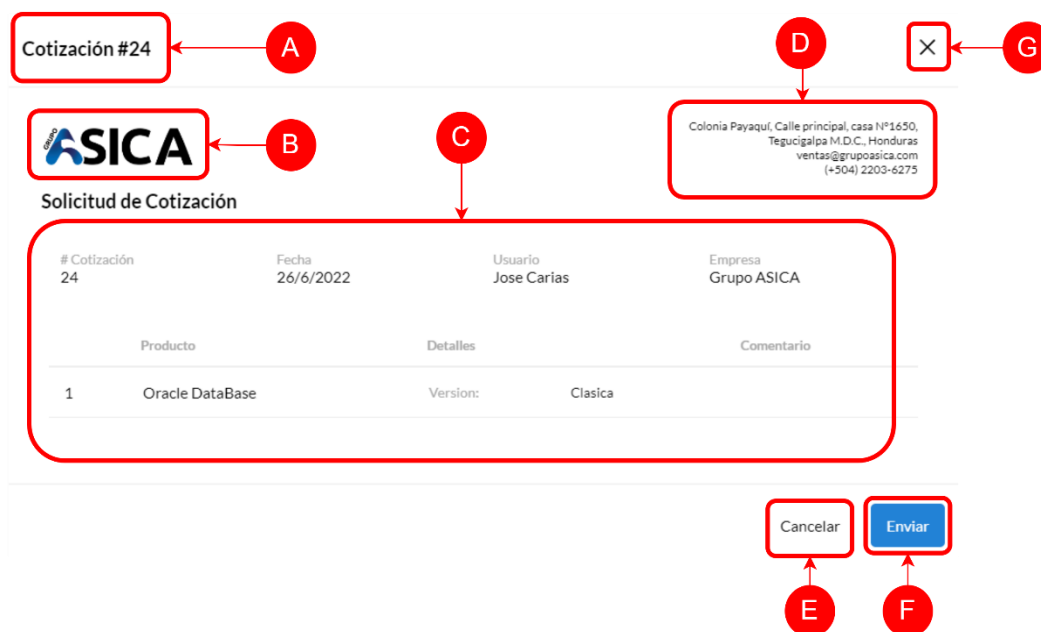 Cotización #24
A
D
G
GRUPO
ASICA
B
C
Colonia Payaquí, Calle principal, casa Nº1650,
Tegucigalpa M.D.C., Honduras
ventas@grupoasica.com
(+504) 2203-6275
Solicitud de Cotización
# Cotización Fecha Usuario Empresa
24 26/6/2022 Jose Carias Grupo ASICA
Producto Detalles Comentario
1 Oracle DataBase Version: Clasica
Cancelar Enviar
E F